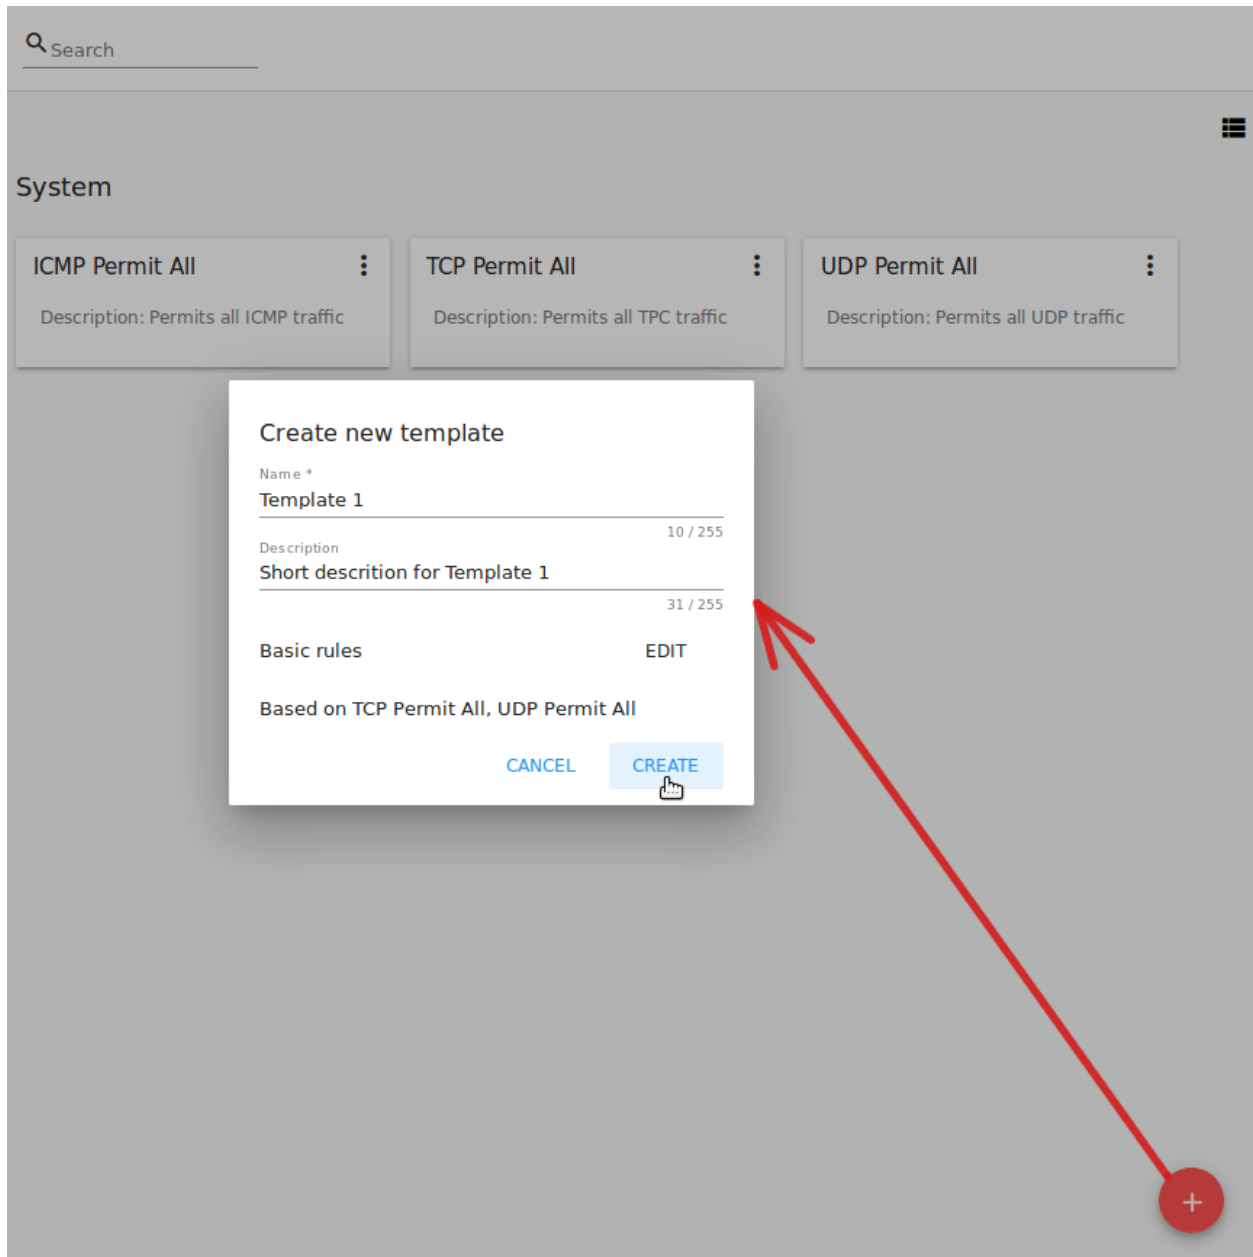 Search
System
ICMP Permit All
TCP Permit All
UDP Permit All
Description: Permits all ICMP traffic
Description: Permits all TPC traffic
Description: Permits all UDP traffic
Create new template
Name *
Template 1
10 / 255
Description
Short descrition for Template 1
31 / 255
Basic rules EDIT
Based on TCP Permit All, UDP Permit All
CANCEL CREATE
+